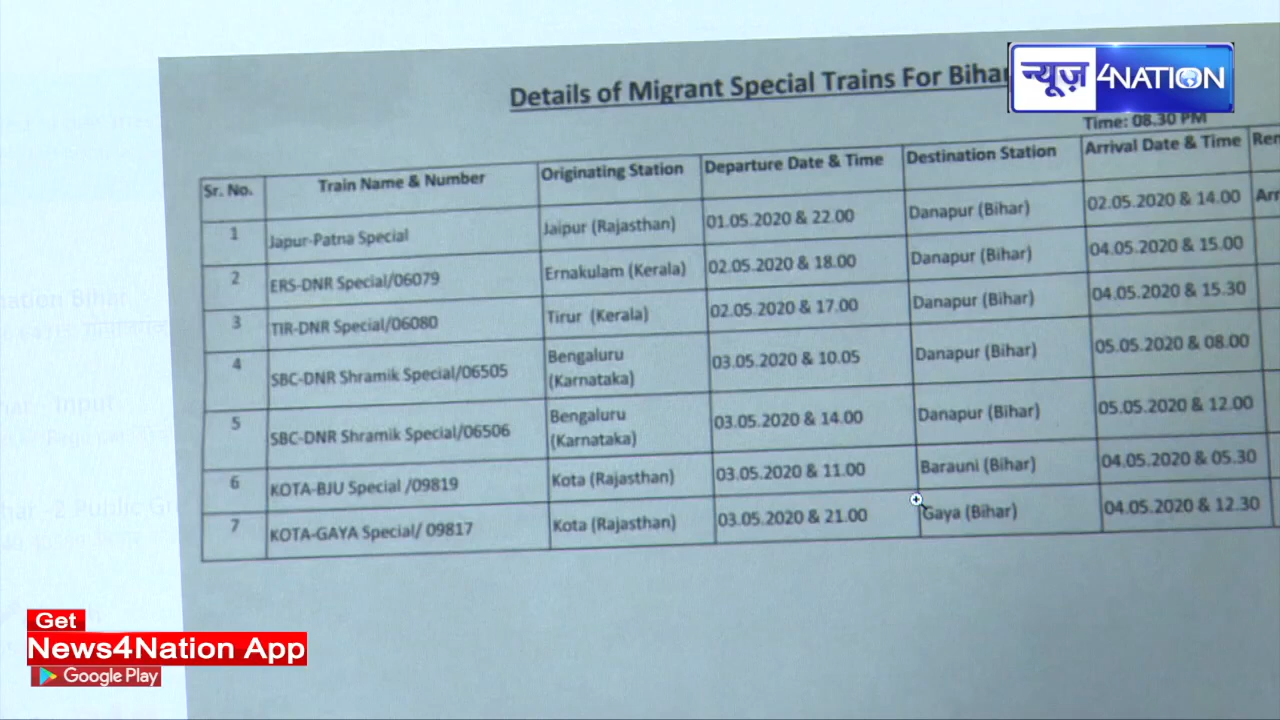 न्यूज़ 4NATION
Details of Migrant Special Trains For Bihar
Time: 08.30 PM
Sr. No. Train Name & Number Originating Station Departure Date & Time Destination Station Arrival Date & Time
1 Japur-Patna Special Jaipur (Rajasthan) 01.05.2020 & 22.00 Danapur (Bihar) 02.05.2020 & 14.00
2 ERS-DNR Special/06079 Ernakulam (Kerala) 02.05.2020 & 18.00 Danapur (Bihar) 04.05.2020 & 15.00
3 TIR-DNR Special/06080 Tirur (Kerala) 02.05.2020 & 17.00 Danapur (Bihar) 04.05.2020 & 15.30
4 SBC-DNR Shramik Special/06505 Bengaluru (Karnataka) 03.05.2020 & 10.05 Danapur (Bihar) 05.05.2020 & 08.00
5 SBC-DNR Shramik Special/06506 Bengaluru (Karnataka) 03.05.2020 & 14.00 Danapur (Bihar) 05.05.2020 & 12.00
6 KOTA-BJU Special /09819 Kota (Rajasthan) 03.05.2020 & 11.00 Barauni (Bihar) 04.05.2020 & 05.30
7 KOTA-GAYA Special/ 09817 Kota (Rajasthan) 03.05.2020 & 21.00 Gaya (Bihar) 04.05.2020 & 12.30
Get
News4Nation App
Google Play